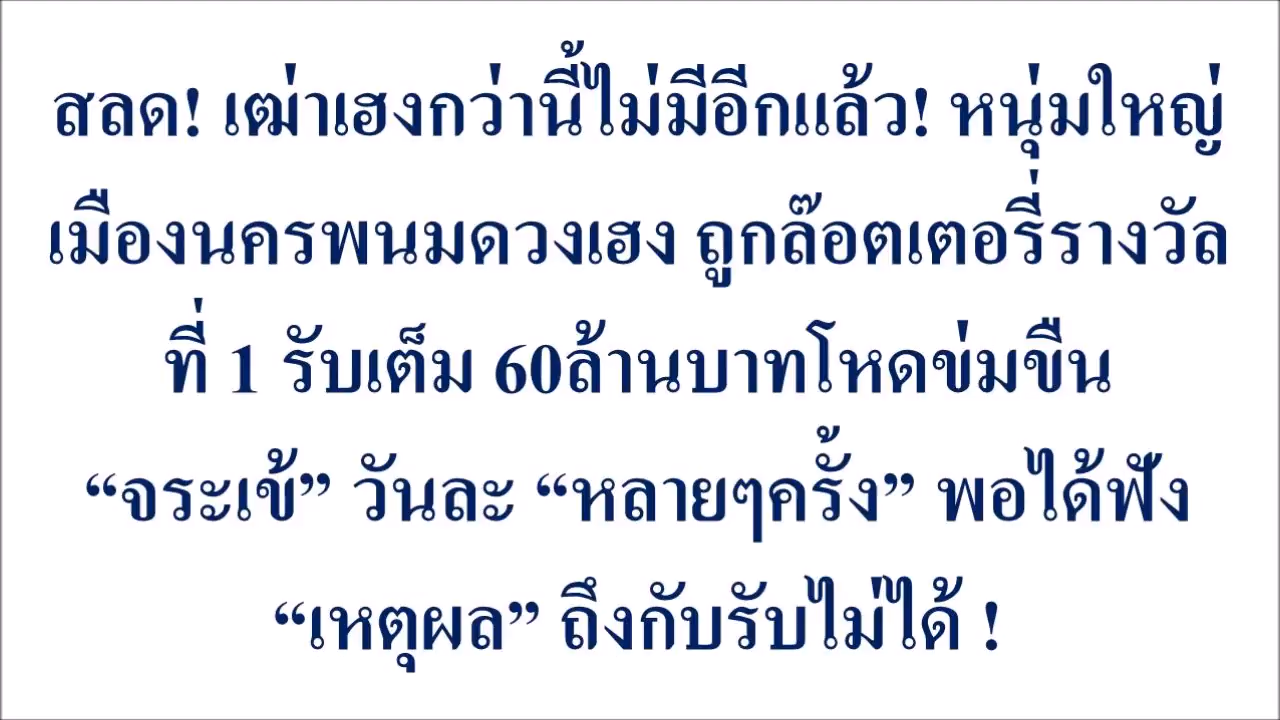 สลด! เฒ่าเฮงกว่านี้ไม่มีอีกแล้ว! หนุ่มใหญ่
เมืองนครพนมดวงเฮง ถูกล๊อตเตอรี่รางวัล
ที่ 1 รับเต็ม 60ล้านบาทโหดข่มขืน
“จระเข้” วันละ “หลายๆครั้ง” พอได้ฟัง
“เหตุผล” ถึงกับรับไม่ได้ !